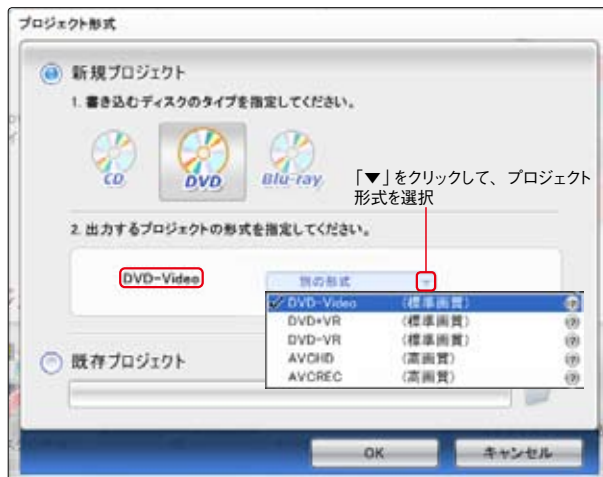 プロジェクト形式
新規プロジェクト
1. 書き込むディスクのタイプを指定してください。
CD
DVD
Blu-ray
「▼」をクリックして、プロジェクト
形式を選択
2. 出力するプロジェクトの形式を指定してください。
DVD-Video
別の形式
DVD-Video (標準画質)
DVD+VR (標準画質)
DVD-VR (標準画質)
AVCHD (高画質)
AVCREC (高画質)
既存プロジェクト
OK
キャンセル